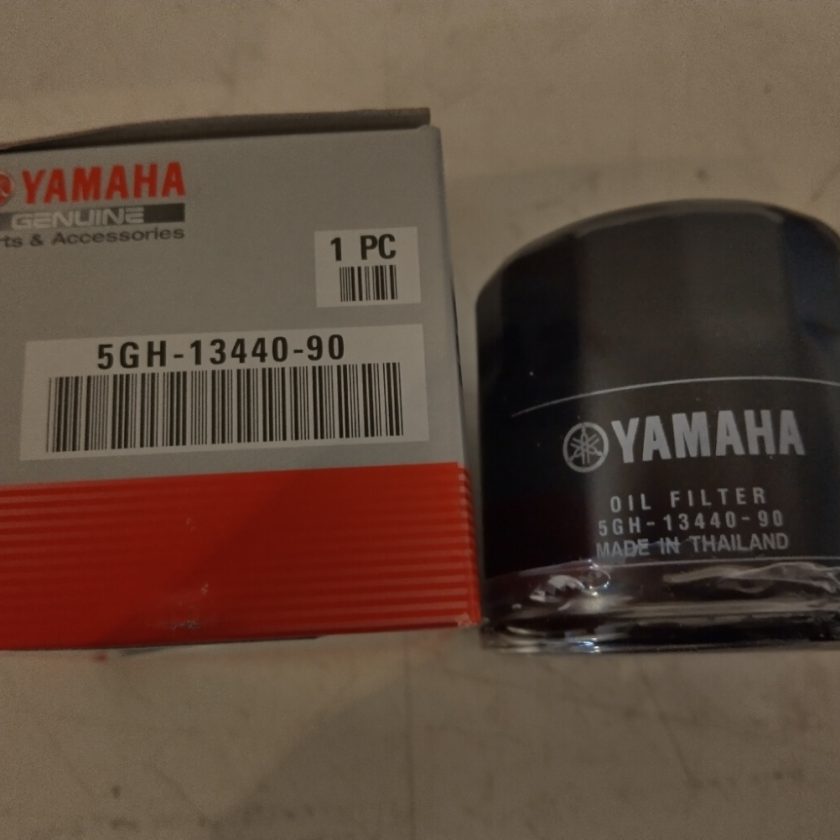 YAMAHA
GENUINE
rts & Accessories
1 PC
5GH-13440-90
YAMAHA
OIL FILTER
5GH-13440-90
MADE IN THAILAND